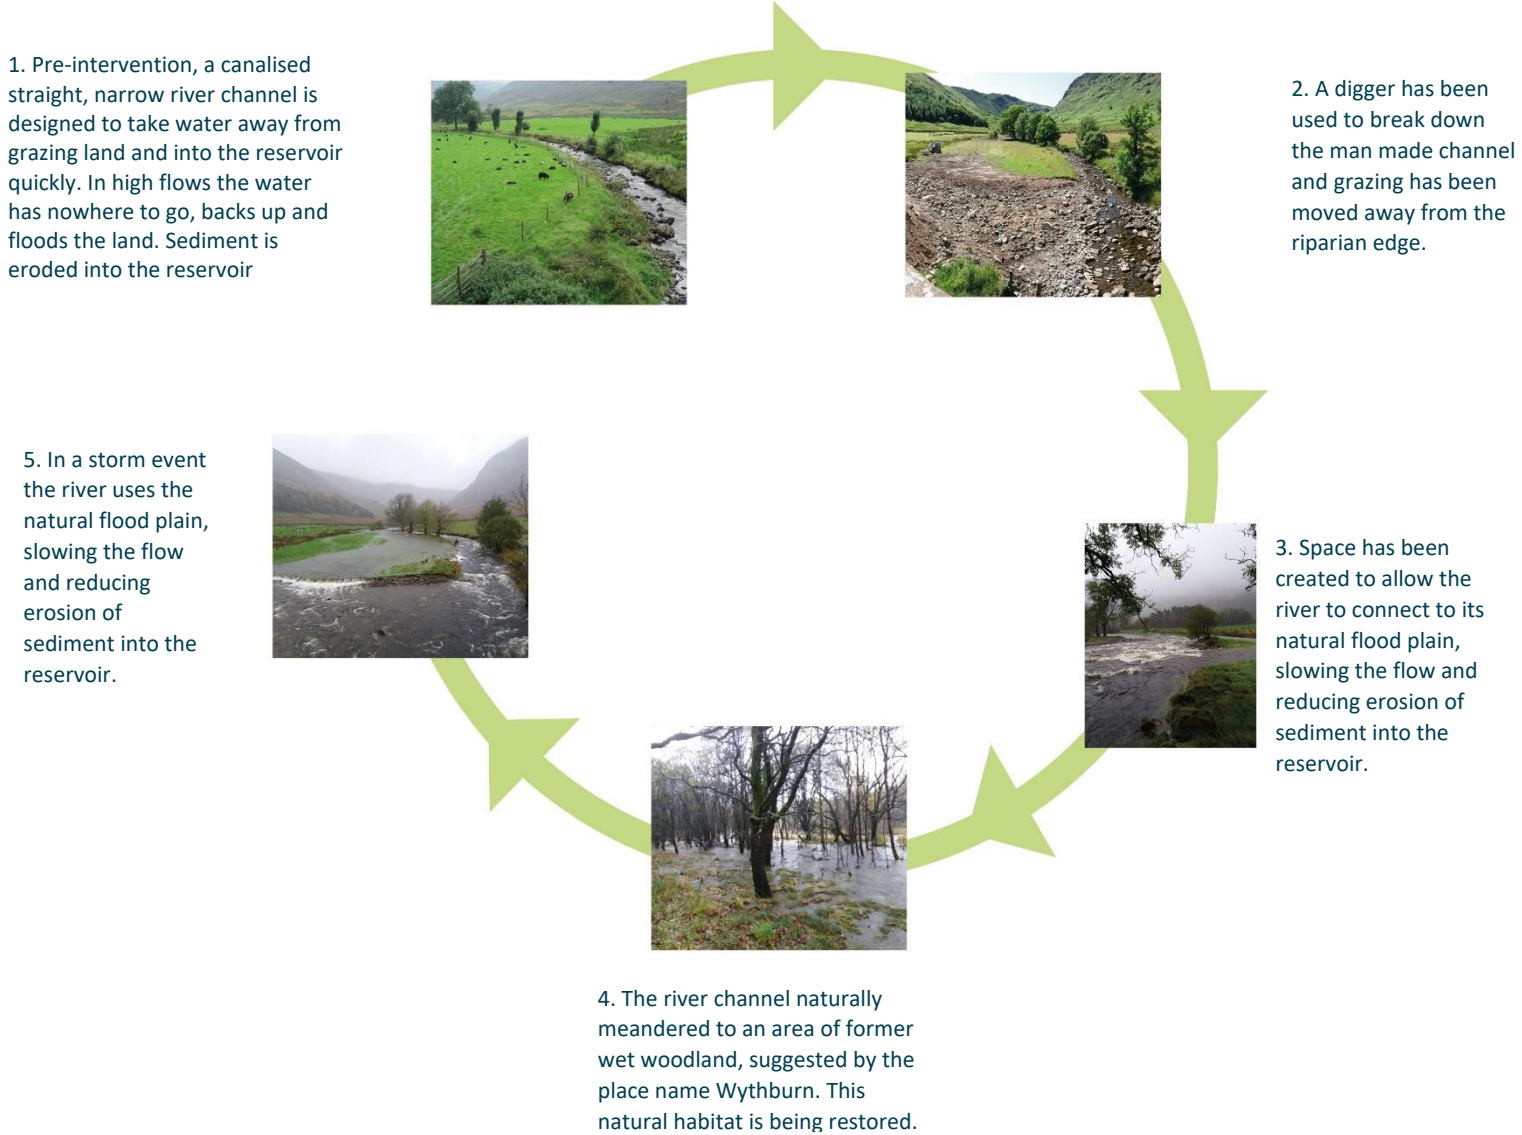 1. Pre-intervention, a canalised
straight, narrow river channel is
designed to take water away from
grazing land and into the reservoir
quickly. In high flows the water
has nowhere to go, backs up and
floods the land. Sediment is
eroded into the reservoir
2. A digger has been
used to break down
the man made channel
and grazing has been
moved away from the
riparian edge.
3. Space has been
created to allow the
river to connect to its
natural flood plain,
slowing the flow and
reducing erosion of
sediment into the
reservoir.
4. The river channel naturally
meandered to an area of former
wet woodland, suggested by the
place name Wythburn. This
natural habitat is being restored.
5. In a storm event
the river uses the
natural flood plain,
slowing the flow
and reducing
erosion of
sediment into the
reservoir.